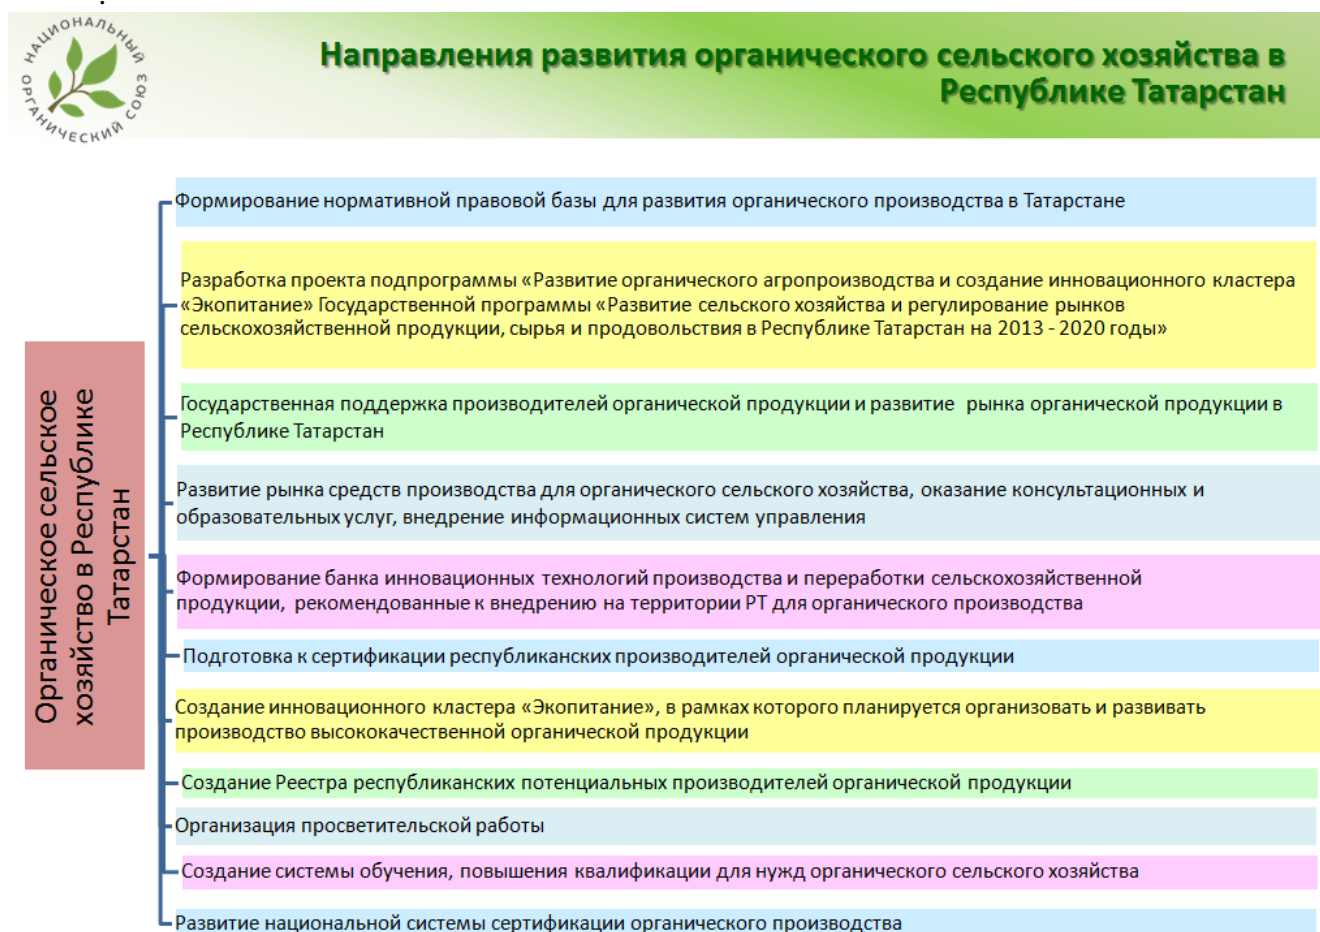 НАЦИОНАЛЬНЫЙ
ОРГАНИЧЕСКИЙ СОЮЗ
Направления развития органического сельского хозяйства в
Республике Татарстан
Органическое сельское
хозяйство в Республике
Татарстан
Формирование нормативной правовой базы для развития органического производства в Татарстане
Разработка проекта подпрограммы «Развитие органического агропроизводства и создание инновационного кластера
«Экопитание» Государственной программы «Развитие сельского хозяйства и регулирование рынков
сельскохозяйственной продукции, сырья и продовольствия в Республике Татарстан на 2013 - 2020 годы»
Государственная поддержка производителей органической продукции и развитие рынка органической продукции в
Республике Татарстан
Развитие рынка средств производства для органического сельского хозяйства, оказание консультационных и
образовательных услуг, внедрение информационных систем управления
Формирование банка инновационных технологий производства и переработки сельскохозяйственной
продукции, рекомендованные к внедрению на территории РТ для органического производства
Подготовка к сертификации республиканских производителей органической продукции
Создание инновационного кластера «Экопитание», в рамках которого планируется организовать и развивать
производство высококачественной органической продукции
Создание Реестра республиканских потенциальных производителей органической продукции
Организация просветительской работы
Создание системы обучения, повышения квалификации для нужд органического сельского хозяйства
Развитие национальной системы сертификации органического производства